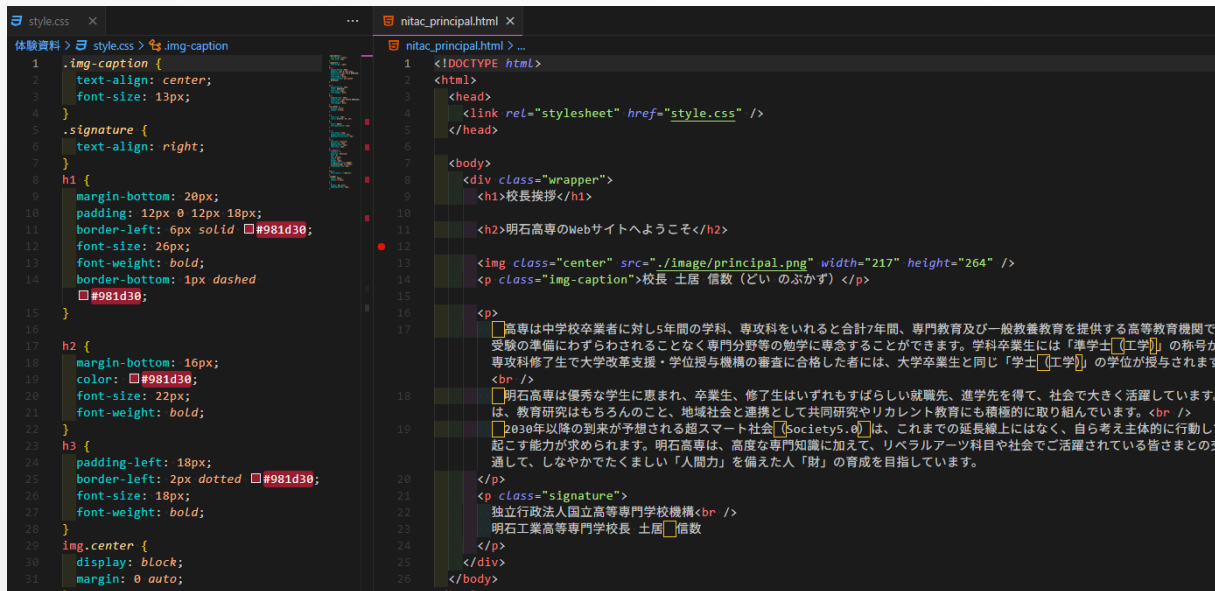 style.css
体験資料 > style.css > .img-caption
1 .img-caption {
2 text-align: center;
3 font-size: 13px;
4 }
5 .signature {
6 text-align: right;
7 }
8 h1 {
9 margin-bottom: 20px;
10 padding: 12px 0 12px 18px;
11 border-left: 6px solid #981d30;
12 font-size: 26px;
13 font-weight: bold;
14 border-bottom: 1px dashed
#981d30;
15 }
16
17 h2 {
18 margin-bottom: 16px;
19 color: #981d30;
20 font-size: 22px;
21 font-weight: bold;
22 }
23 h3 {
24 padding-left: 18px;
25 border-left: 2px dotted #981d30;
26 font-size: 18px;
27 font-weight: bold;
28 }
29 img.center {
30 display: block;
31 margin: 0 auto;
nitac_principal.html
nitac_principal.html > ...
1 <!DOCTYPE html>
2 <html>
3 <head>
4 <link rel="stylesheet" href="style.css" />
5 </head>
6
7 <body>
8 <div class="wrapper">
9 <h1>校長挨拶</h1>
10
11 <h2>明石高専のWebサイトへようこそ</h2>
12
13 <img class="center" src="./image/principal.png" width="217" height="264" />
14 <p class="img-caption">校長 土居 信数（どい のぶかず）</p>
15
16 <p>
17 　高専は中学校卒業者に対し5年間の学科、専攻科をいれると合計7年間、専門教育及び一般教養教育を提供する高等教育機関で
受験の準備にわずらわされることなく専門分野等の勉学に専念することができます。学科卒業生には「準学士（工学）」の称号が
専攻科修了生で大学改革支援・学位授与機構の審査に合格した者には、大学卒業生と同じ「学士（工学）」の学位が授与されます
<br />
18 　明石高専は優秀な学生に恵まれ、卒業生、修了生はいずれもすばらしい就職先、進学先を得て、社会で大きく活躍しています。
は、教育研究はもちろんのこと、地域社会と連携として共同研究やリカレント教育にも積極的に取り組んでいます。<br />
19 　2030年以降の到来が予想される超スマート社会（Society5.0）は、これまでの延長線上にはなく、自ら考え主体的に行動し
起こす能力が求められます。明石高専は、高度な専門知識に加えて、リベラルアーツ科目や社会でご活躍されている皆さまとの
通して、しなやかでたくましい「人間力」を備えた人「財」の育成を目指しています。
20 </p>
21 <p class="signature">
22 独立行政法人国立高等専門学校機構<br />
23 明石工業高等専門学校長 土居　信数
24 </p>
25 </div>
26 </body>